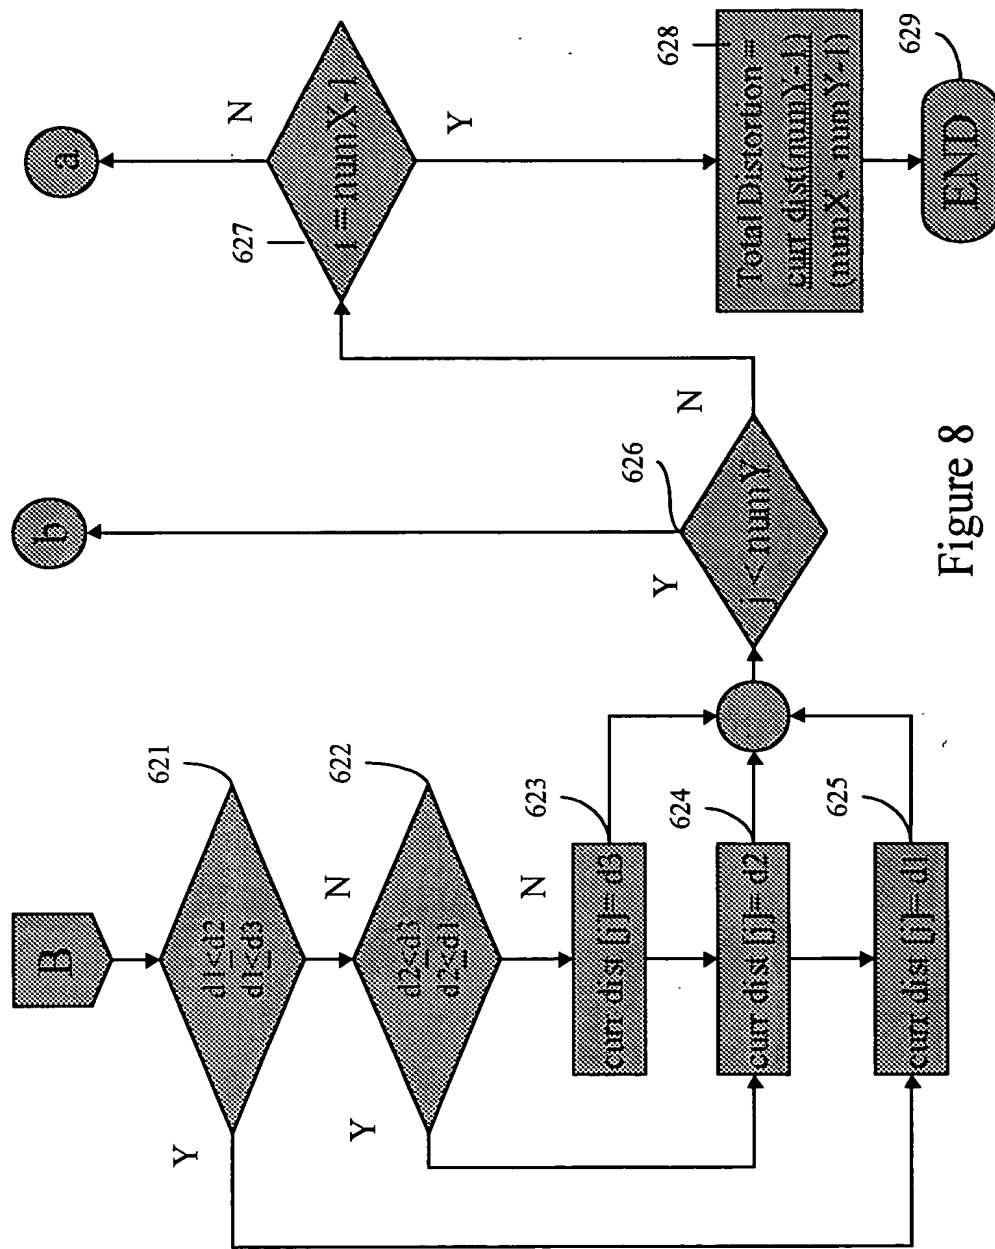 B
d1≤d2
d1≤d3
621
Y
N
d2≤d3
d2≤d1
622
Y
N
curr dist [j]=d3
623
curr dist [j]=d2
624
curr dist [j]=d1
625
b
j < numY
626
Y
N
a
i = numX-1
627
N
Y
Total Distortion =
curr dist(numY-1)
(numX - numY-1)
628
END
629
Figure 8